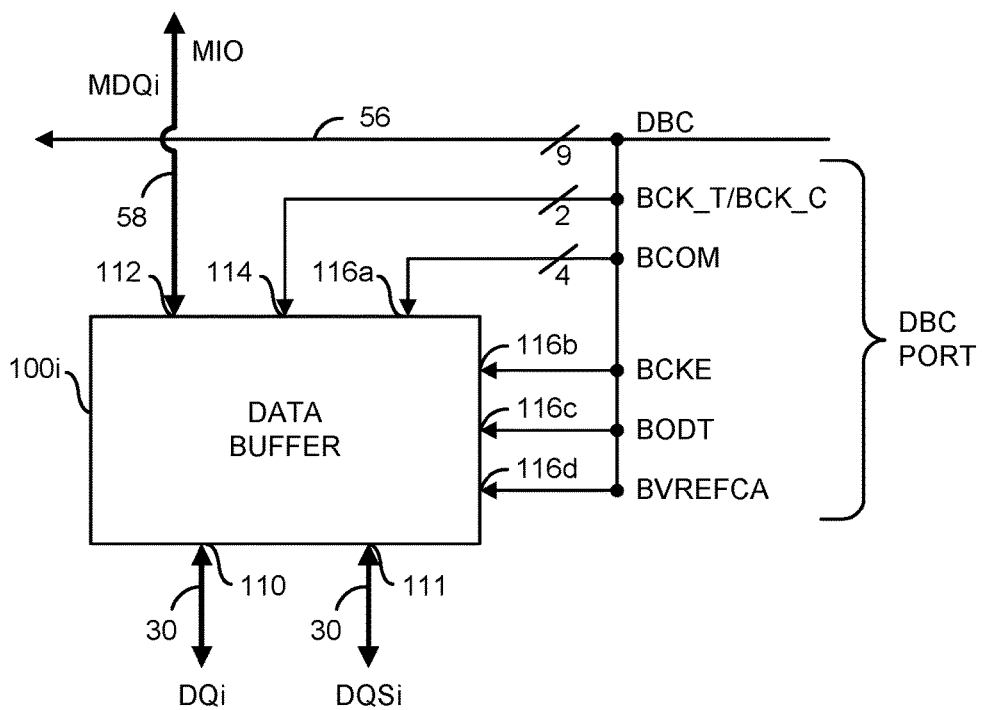 MIO
MDQi
56
DBC
9
58
BCK_T/BCK_C
2
BCOM
4
112
114
116a
DBC
PORT
100i
116b
BCKE
DATA
BUFFER
116c
BODT
116d
BVREFCA
110
111
30
30
DQi
DQSi